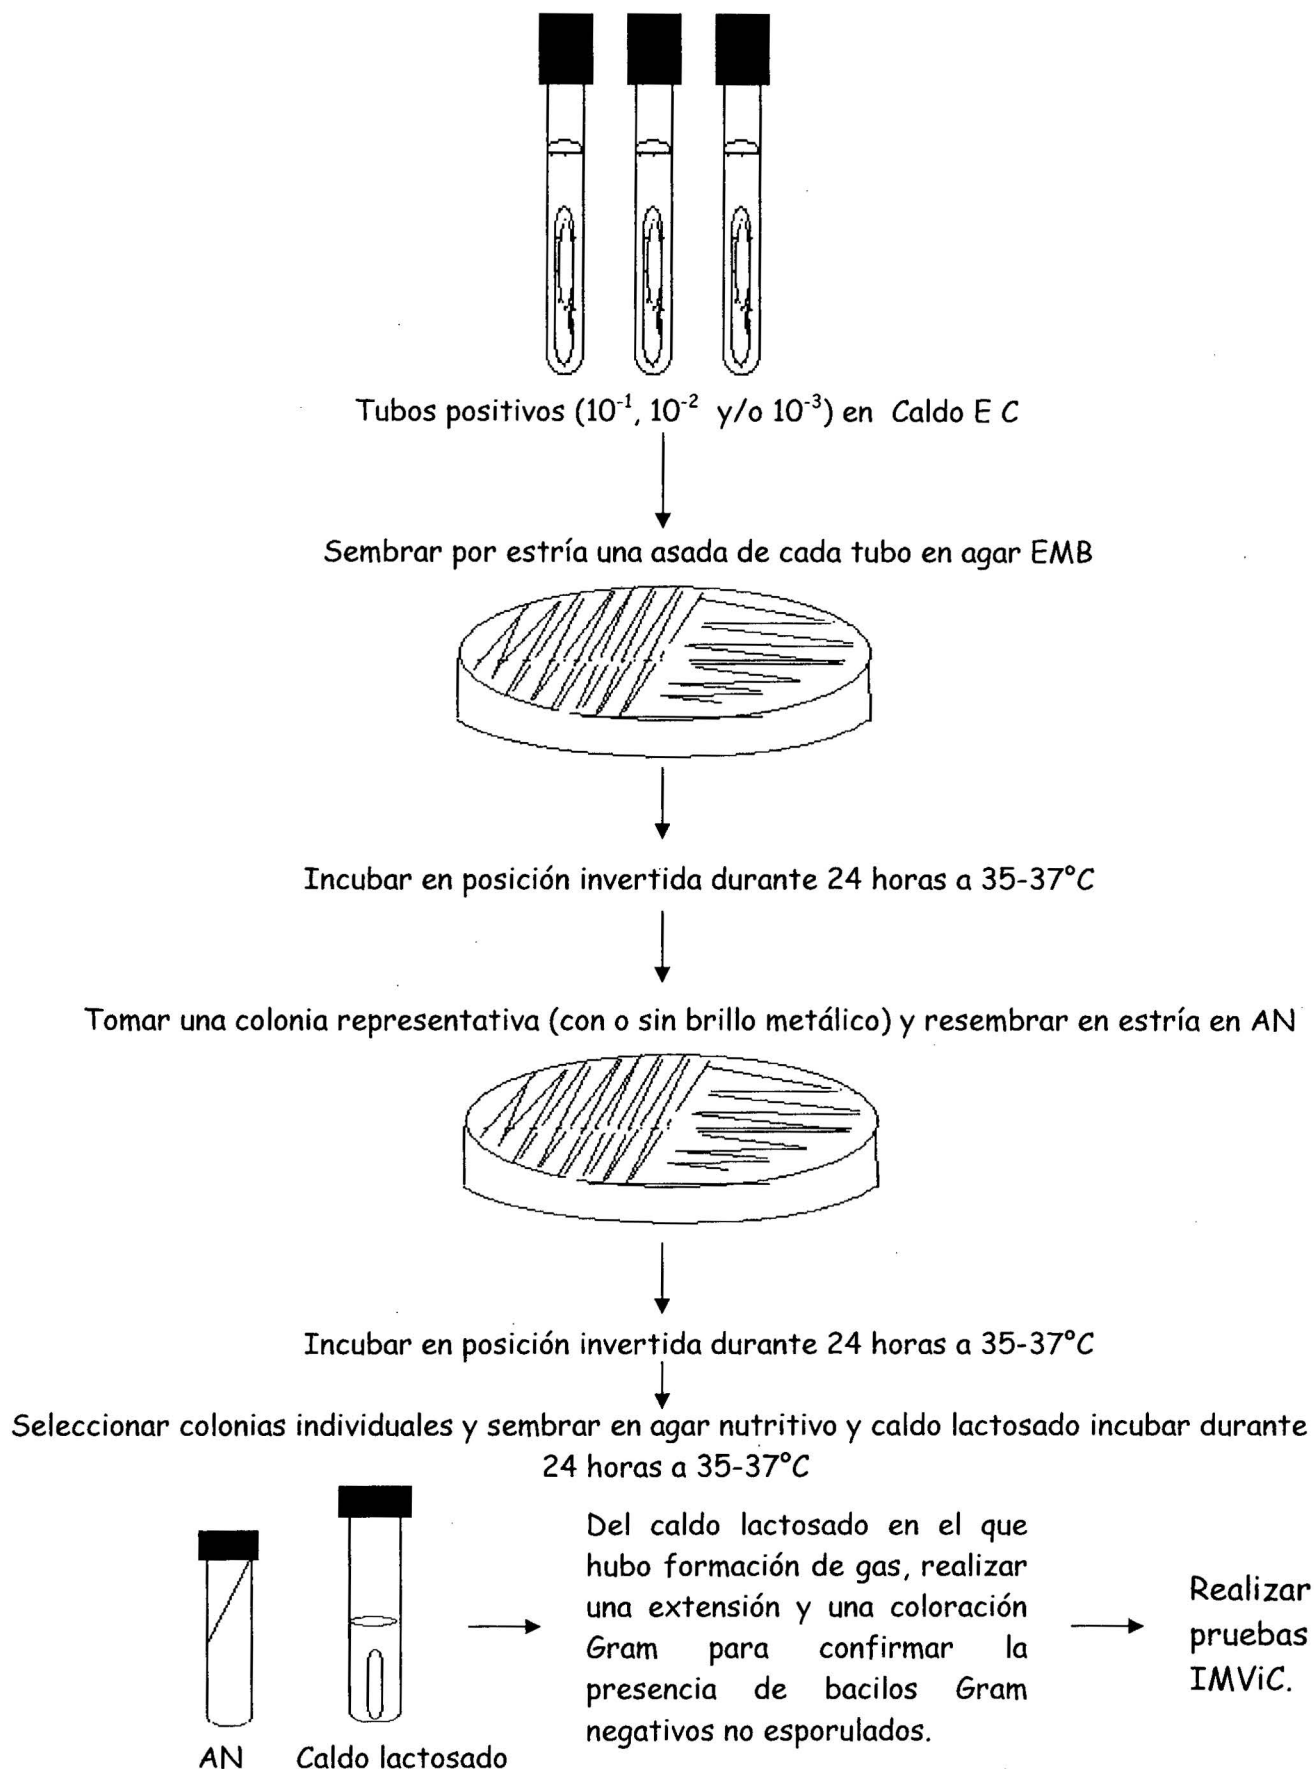 Tubos positivos (10⁻¹, 10⁻² y/o 10⁻³) en Caldo E C
Sembrar por estría una asada de cada tubo en agar EMB
Incubar en posición invertida durante 24 horas a 35-37°C
Tomar una colonia representativa (con o sin brillo metálico) y resembrar en estría en AN
Incubar en posición invertida durante 24 horas a 35-37°C
Seleccionar colonias individuales y sembrar en agar nutritivo y caldo lactosado incubar durante
24 horas a 35-37°C
AN
Caldo lactosado
Del caldo lactosado en el que
hubo formación de gas, realizar
una extensión y una coloración
Gram para confirmar la
presencia de bacilos Gram
negativos no esporulados.
Realizar
pruebas
IMViC.